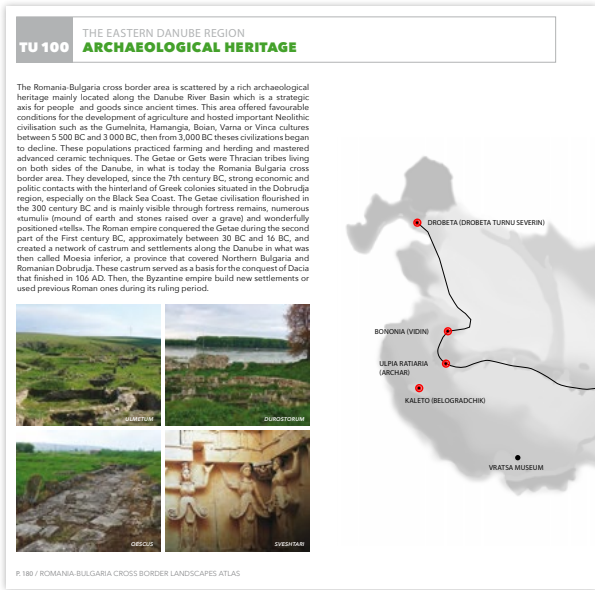 TU 100
THE EASTERN DANUBE REGION
ARCHAEOLOGICAL HERITAGE
The Romania-Bulgaria cross border area is scattered by a rich archaeological
heritage mainly located along the Danube River Basin which is a strategic
axis for people and goods since ancient times. This area offered favourable
conditions for the development of agriculture and hosted important Neolithic
civilisation such as the Gumelnita, Hamangia, Boian, Varna or Vinca cultures
between 5 500 BC and 3 000 BC, then from 3,000 BC theses civilizations began
to decline. These populations practiced farming and herding and mastered
advanced ceramic techniques. The Getae or Gets were Thracian tribes living
on both sides of the Danube, in what is today the Romania Bulgaria cross
border area. They developed, since the 7th century BC, strong economic and
politic contacts with the hinterland of Greek colonies situated in the Dobrudja
region, especially on the Black Sea Coast. The Getae civilisation flourished in
the 300 century BC and is mainly visible through fortress remains, numerous
«tumuli» (mound of earth and stones raised over a grave) and wonderfully
positioned «tells». The Roman empire conquered the Getae during the second
part of the First century BC, approximately between 30 BC and 16 BC, and
created a network of castrum and settlements along the Danube in what was
then called Moesia inferior, a province that covered Northern Bulgaria and
Romanian Dobrudja. These castrum served as a basis for the conquest of Dacia
that finished in 106 AD. Then, the Byzantine empire build new settlements or
used previous Roman ones during its ruling period.
ULMETUM
DUROSTORUM
OESCUS
SVESHTARI
DROBETA (DROBETA TURNU SEVERIN)
BONONIA (VIDIN)
ULPIA RATIARIA
(ARCHAR)
KALETO (BELOGRADCHIK)
VRATSA MUSEUM
P. 180 / ROMANIA-BULGARIA CROSS BORDER LANDSCAPES ATLAS